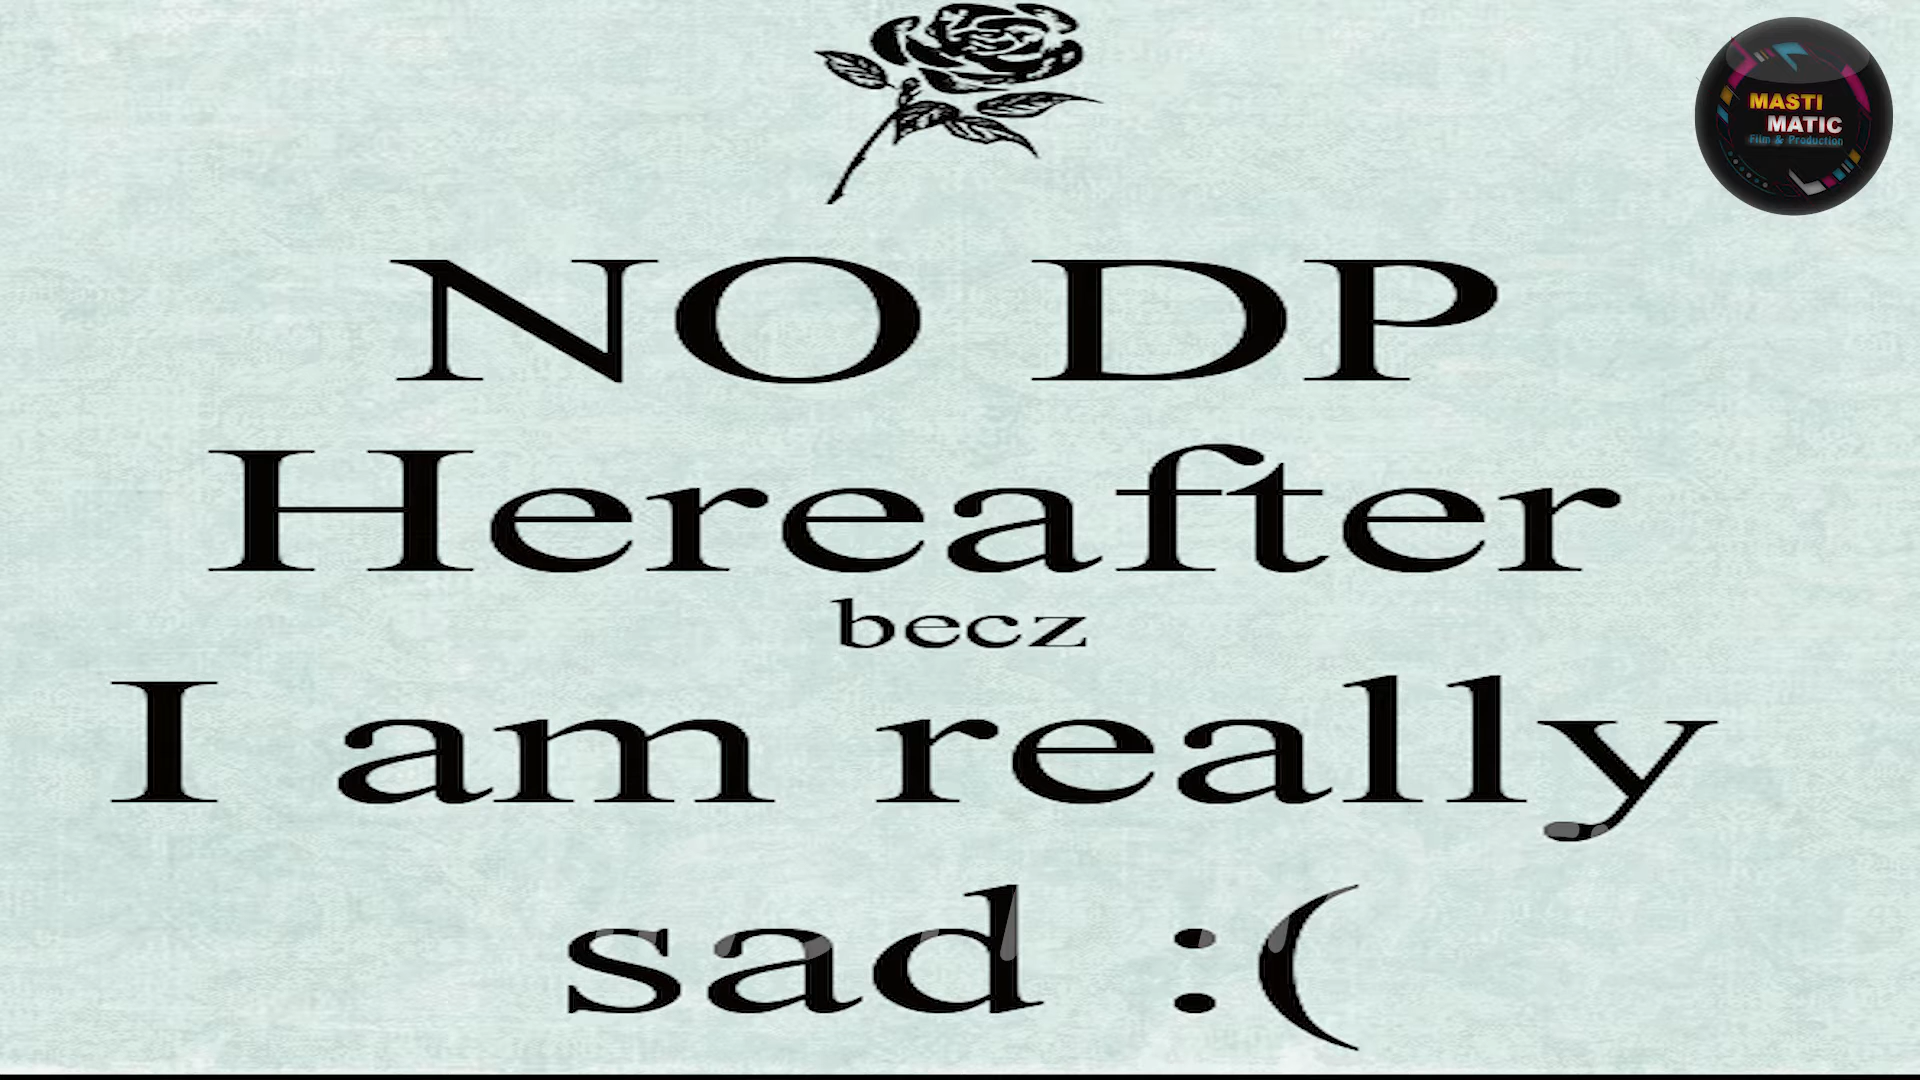 MASTI
MATIC
Film & Production
NO DP
Hereafter
becz
I am really
sad :(